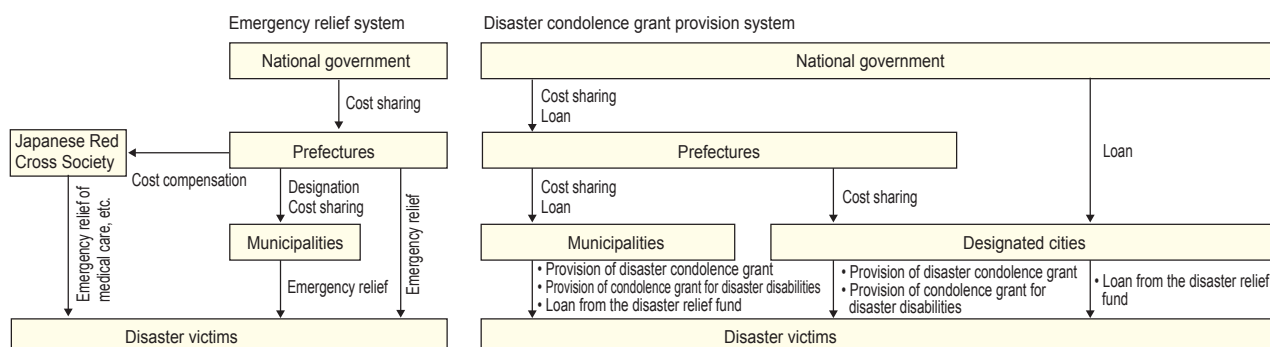 Emergency relief system
National government
Cost sharing
Japanese Red
Cross Society
Prefectures
Cost compensation
Designation
Cost sharing
Emergency relief of
medical care, etc.
Municipalities
Emergency relief
Emergency relief
Disaster victims
Disaster condolence grant provision system
National government
Cost sharing
Loan
Prefectures
Loan
Cost sharing
Loan
Cost sharing
Municipalities
Designated cities
• Provision of disaster condolence grant
• Provision of condolence grant for disaster disabilities
• Loan from the disaster relief fund
• Provision of disaster condolence grant
• Provision of condolence grant for
disaster disabilities
• Loan from the disaster relief
fund
Disaster victims